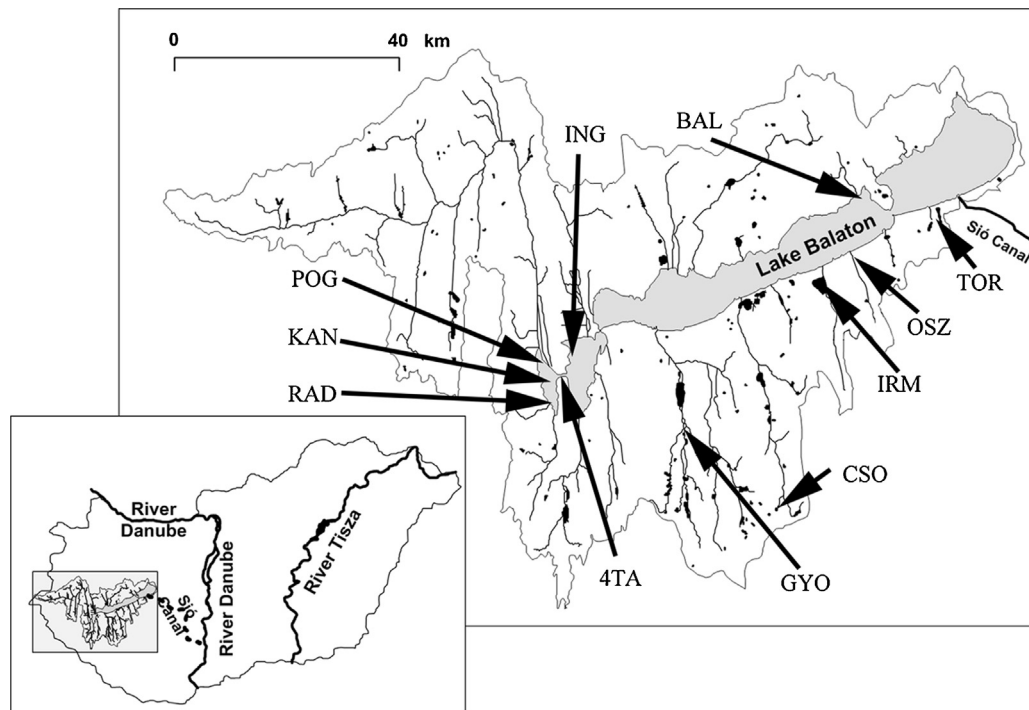 0 40 km
ING
BAL
Lake Balaton
Sió Canal
TOR
POG
OSZ
KAN
IRM
RAD
CSO
4TA
GYO
River
Danube
River Danube
River Tisza
Sió
Canal